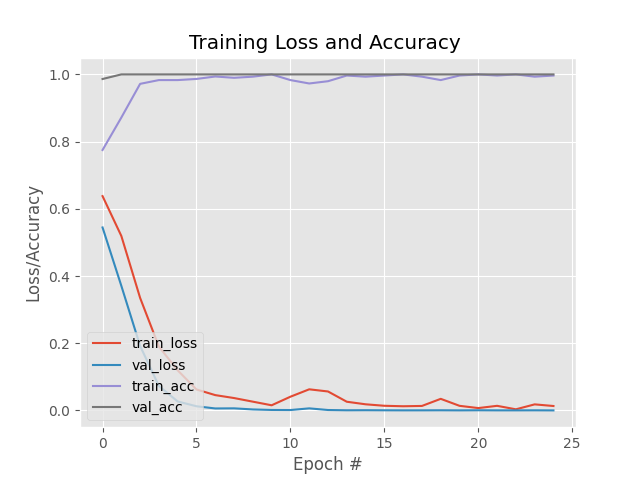 Training Loss and Accuracy
Loss/Accuracy
1.0
0.8
0.6
0.4
0.2
0.0
train_loss
val_loss
train_acc
val_acc
0 5 10 15 20 25
Epoch #